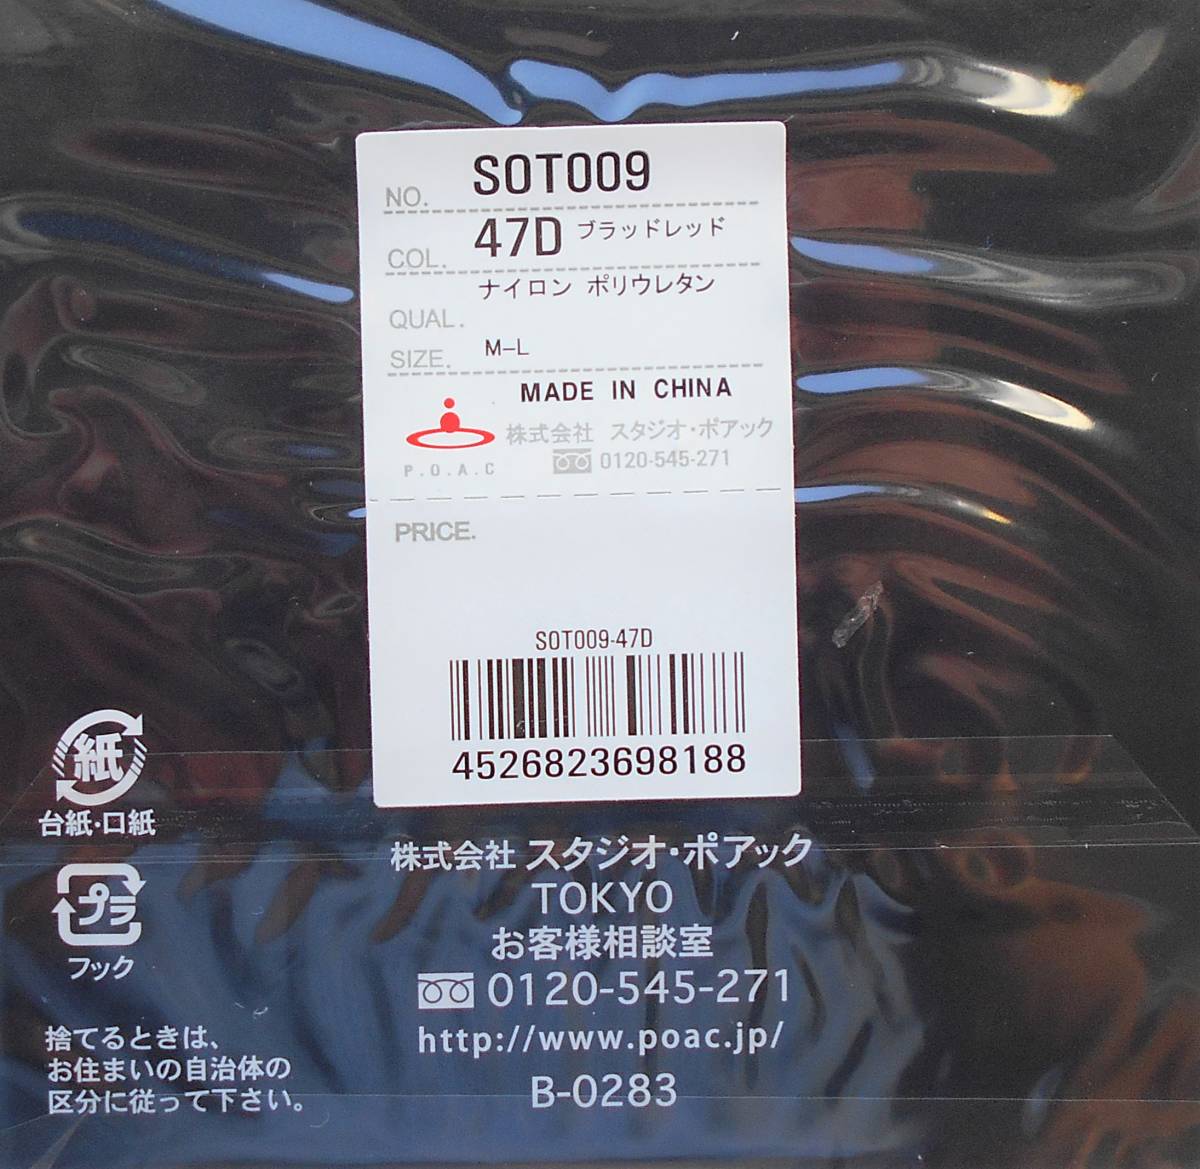 NO. SOT009
COL. 47D ブラッドレッド
ナイロン ポリウレタン
QUAL.
SIZE. M-L
MADE IN CHINA
P.O.A.C 株式会社 スタジオ・ポアック
0120-545-271
PRICE.
SOT009-47D
4526823698188
紙
台紙・口紙
プラ
フック
捨てるときは、
お住まいの自治体の
区分に従って下さい。
株式会社 スタジオ・ポアック
TOKYO
お客様相談室
0120-545-271
http://www.poac.jp/
B-0283